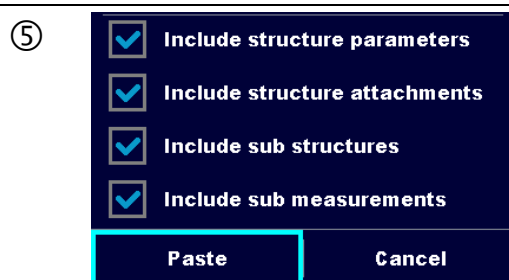 ⑤
Include structure parameters
Include structure attachments
Include sub structures
Include sub measurements
Paste Cancel